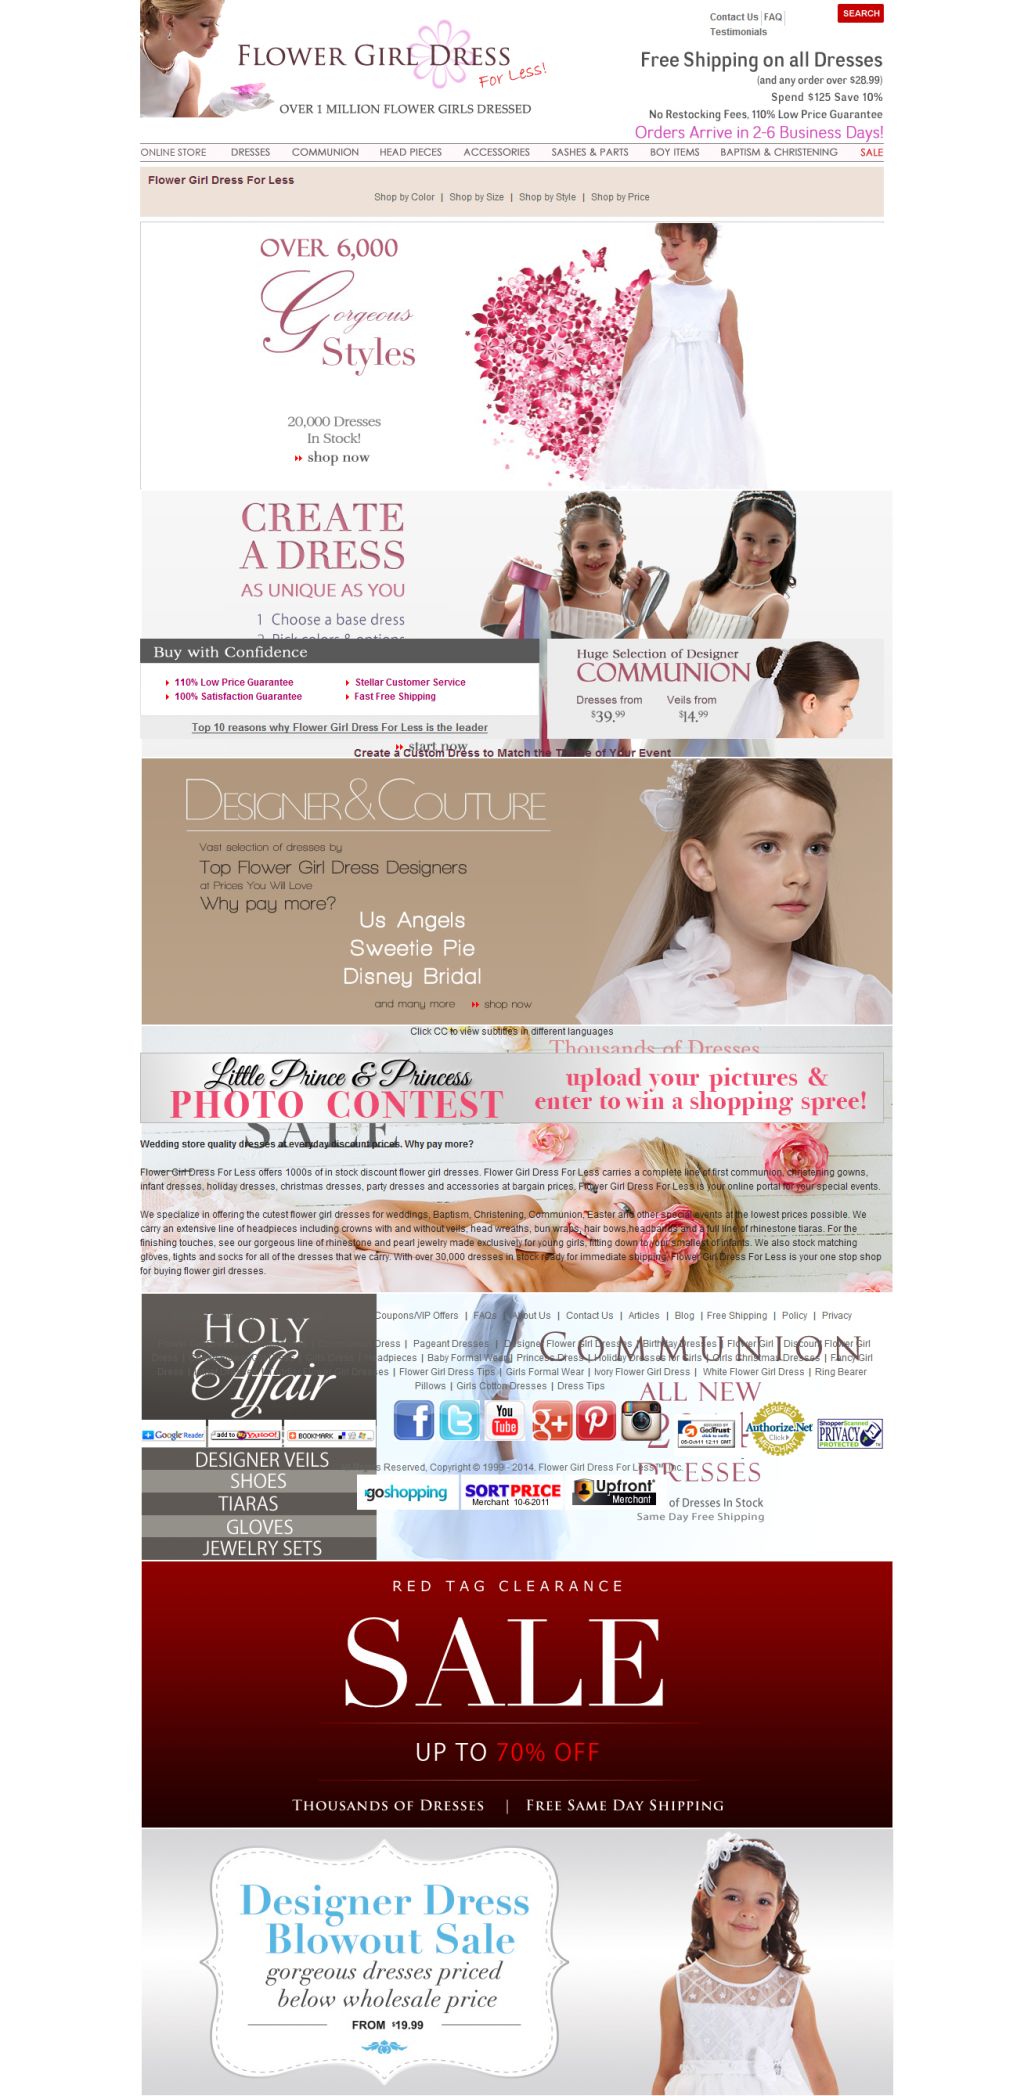 Contact Us | FAQ
Testimonials
SEARCH
FLOWER GIRL DRESS
For Less!
OVER 1 MILLION FLOWER GIRLS DRESSED
Free Shipping on all Dresses
(and any order over $28.99)
Spend $125 Save 10%
No Restocking Fees, 110% Low Price Guarantee
Orders Arrive in 2-6 Business Days!
ONLINE STORE DRESSES COMMUNION HEAD PIECES ACCESSORIES SASHES & PARTS BOY ITEMS BAPTISM & CHRISTENING SALE
Flower Girl Dress For Less
Shop by Color | Shop by Size | Shop by Style | Shop by Price
OVER 6,000
Gorgeous
Styles
20,000 Dresses
In Stock!
shop now
CREATE
A DRESS
AS UNIQUE AS YOU
1 Choose a base dress
2 Pick colors & options
Buy with Confidence
110% Low Price Guarantee
Stellar Customer Service
100% Satisfaction Guarantee
Fast Free Shipping
Top 10 reasons why Flower Girl Dress For Less is the leader
Huge Selection of Designer
COMMUNION
Dresses from
Veils from
$39.99
$14.99
start now
Create a Custom Dress to Match the Theme of Your Event
DESIGNER & COUTURE
Vast selection of dresses by
Top Flower Girl Dress Designers
at Prices You Will Love
Why pay more?
Us Angels
Sweetie Pie
Disney Bridal
and many more
shop now
Click CC to view subtitles in different languages
Thousands of Dresses
Little Prince & Princess
PHOTO CONTEST
upload your pictures &
enter to win a shopping spree!
SALE
Wedding store quality dresses at everyday discount prices. Why pay more?
Flower Girl Dress For Less offers 1000s of in stock discount flower girl dresses. Flower Girl Dress For Less carries a complete line of first communion, christening gowns,
infant dresses, holiday dresses, christmas dresses, party dresses and accessories at bargain prices, Flower Girl Dress For Less is your online portal for your special events.
We specialize in offering the cutest flower girl dresses for weddings, Baptism, Christening, Communion, Easter and other special events at the lowest prices possible. We
carry an extensive line of headpieces including crowns with and without veils, head wreaths, bun wraps, hair bows,headbands and a full line of rhinestone tiaras. For the
finishing touches, see our gorgeous line of rhinestone and pearl jewelry made exclusively for young girls, fitting down to your smallest of infants. We also stock matching
gloves, tights and socks for all of the dresses that we carry. With over 30,000 dresses in stock ready for immediate shipping, Flower Girl Dress For Less is your one stop shop
for buying flower girl dresses.
HOLY
Affair
Coupons/VIP Offers | FAQs | About Us | Contact Us | Articles | Blog | Free Shipping | Policy | Privacy
Dress | Pageant Dresses | Designer Flower Girl Dresses | Birthday Dresses | Flower Girl | Discount Flower Girl
Headpieces | Baby Formal Wear | Princess Dress | Holiday Dresses for Girls | Girls Christmas Dresses | Fancy Girl
| Flower Girl Dress Tips | Girls Formal Wear | Ivory Flower Girl Dress | White Flower Girl Dress | Ring Bearer
Pillows | Girls Cotton Dresses | Dress Tips
COMMUNION
ALL NEW
DRESSES
Google Reader
add to YAHOO!
BOOKMARK
You
Tube
SECURED BY
GeoTrust
click to verify
05-Oct-11 12:11 GMT
VERIFIED
Authorize.Net
Click
MERCHANT
Shopper Scanned
PRIVACY
PROTECTED
Reserved, Copyright © 1999 - 2014. Flower Girl Dress For Less™, Inc.
goshopping
SORTPRICE
Merchant 10-6-2011
Upfront
Merchant
of Dresses In Stock
Same Day Free Shipping
DESIGNER VEILS
SHOES
TIARAS
GLOVES
JEWELRY SETS
RED TAG CLEARANCE
SALE
UP TO 70% OFF
THOUSANDS OF DRESSES | FREE SAME DAY SHIPPING
Designer Dress
Blowout Sale
gorgeous dresses priced
below wholesale price
FROM $19.99